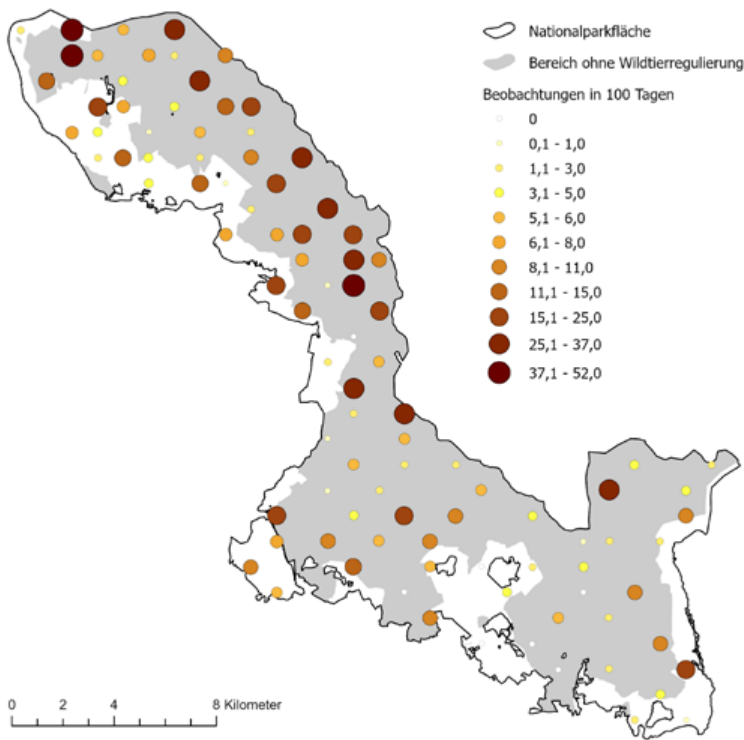 Nationalparkfläche
Bereich ohne Wildtierregulierung
Beobachtungen in 100 Tagen
0
0,1 - 1,0
1,1 - 3,0
3,1 - 5,0
5,1 - 6,0
6,1 - 8,0
8,1 - 11,0
11,1 - 15,0
15,1 - 25,0
25,1 - 37,0
37,1 - 52,0
0 2 4 8 Kilometer